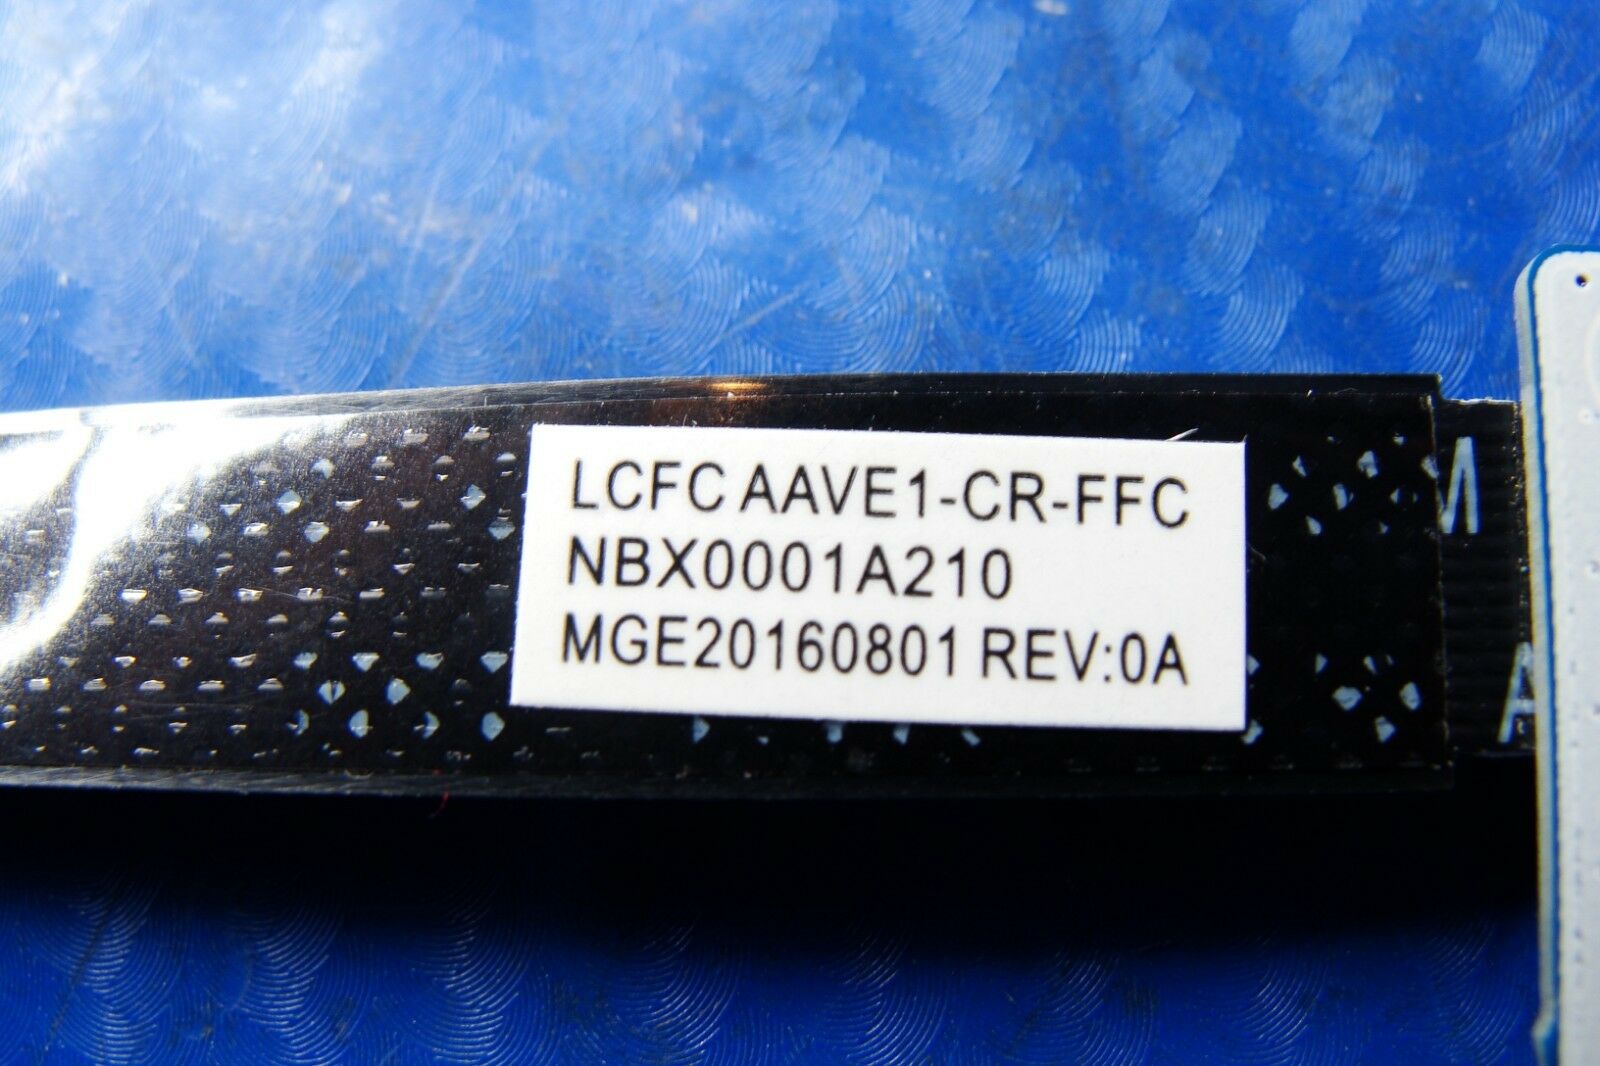 LCFC AAVE1-CR-FFC
NBX0001A210
MGE20160801 REV:0A